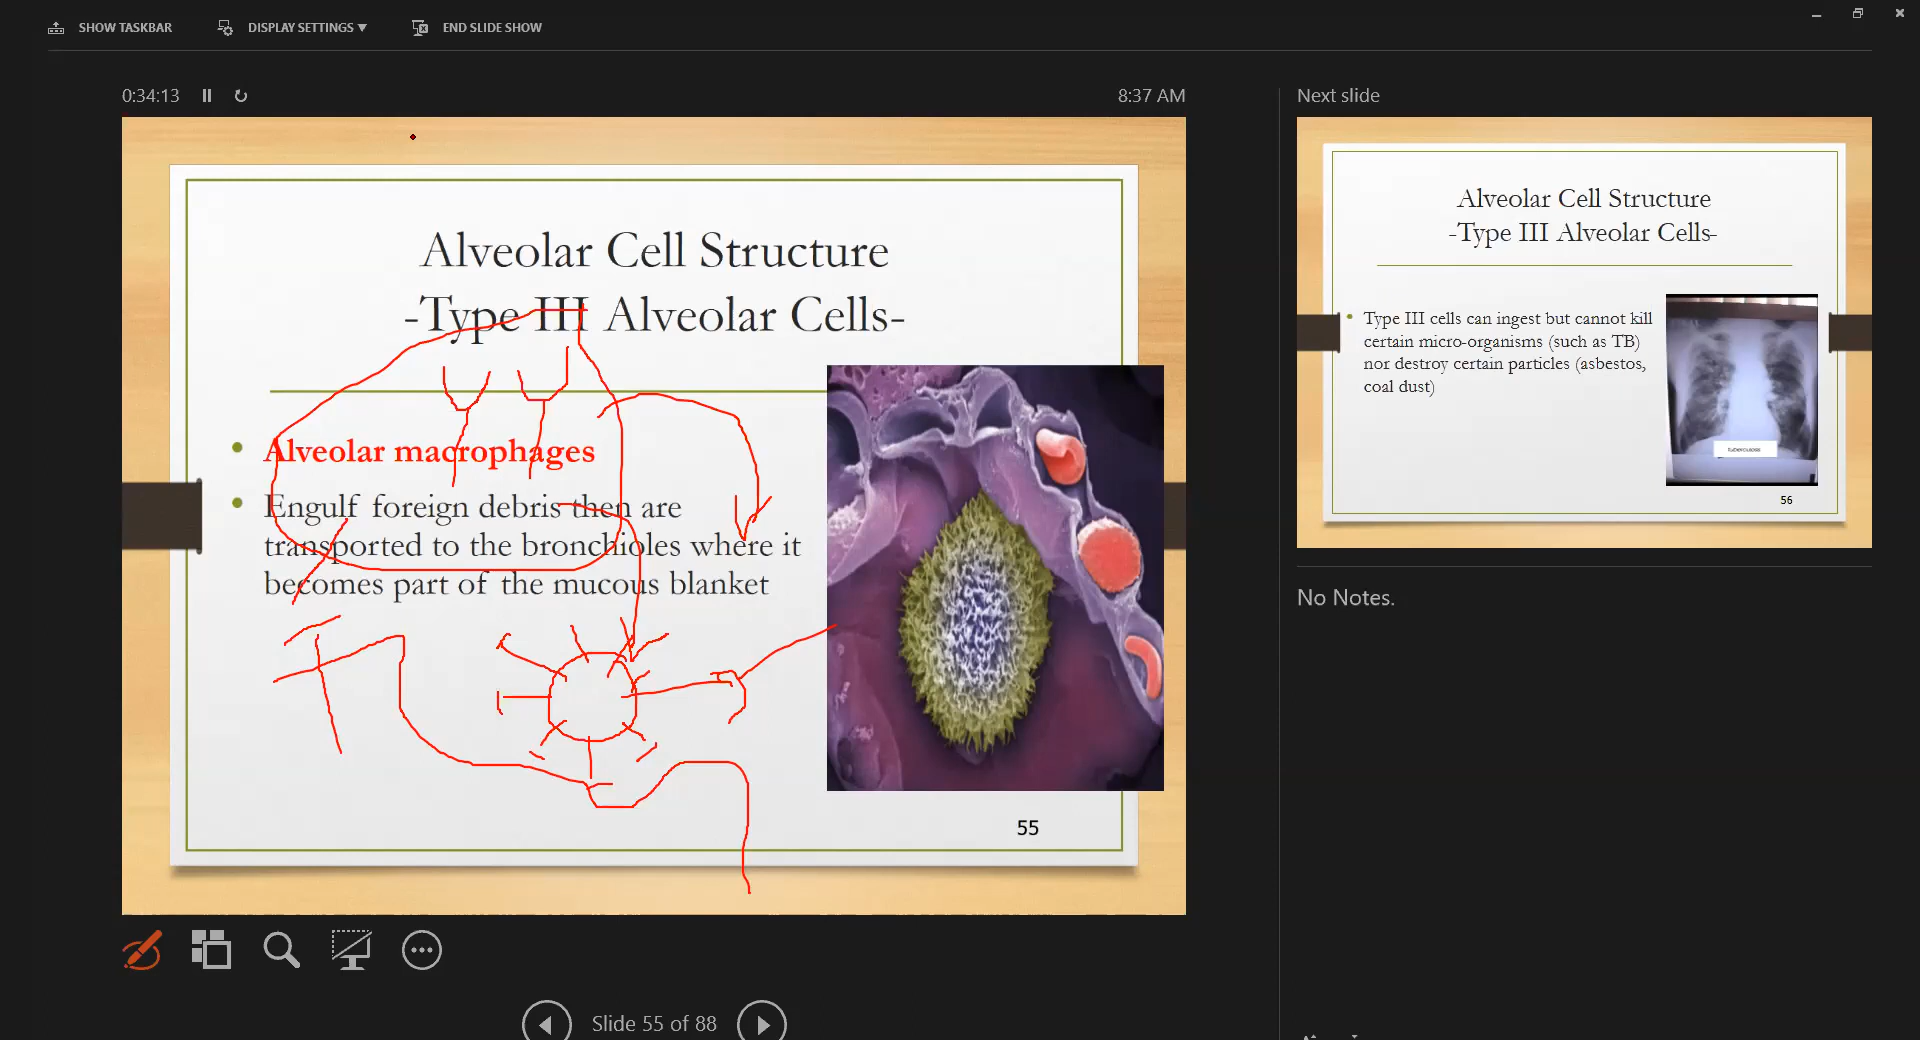 SHOW TASKBAR
DISPLAY SETTINGS ▼
END SLIDE SHOW
0:34:13
8:37 AM
Next slide
Alveolar Cell Structure
-Type III Alveolar Cells-
• Alveolar macrophages
• Engulf foreign debris then are
transported to the bronchioles where it
becomes part of the mucous blanket
55
Alveolar Cell Structure
-Type III Alveolar Cells-
• Type III cells can ingest but cannot kill
certain micro-organisms (such as TB)
nor destroy certain particles (asbestos,
coal dust)
tuberculosis
56
No Notes.
Slide 55 of 88